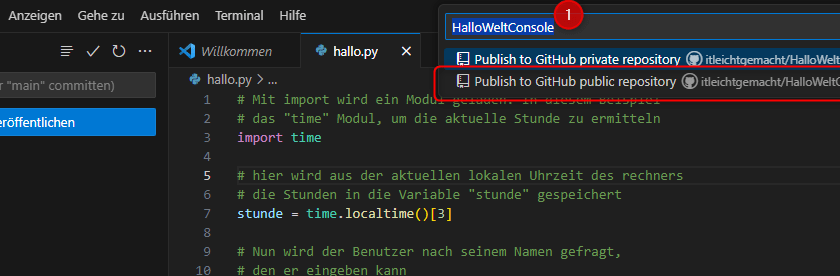 Anzeigen Gehe zu Ausführen Terminal Hilfe
HalloWeltConsole
1
Publish to GitHub private repository itleichtgemacht/HalloWelt
Publish to GitHub public repository itleichtgemacht/HalloWeltC
Willkommen
hallo.py
hallo.py > ...
"main" committen)
eröffentlichen
1 # Mit import wird ein Modul geladen. In diesem Beispiel
2 # das "time" Modul, um die aktuelle Stunde zu ermitteln
3 import time
4
5 # hier wird aus der aktuellen lokalen Uhrzeit des rechners
6 # die Stunden in die Variable "stunde" gespeichert
7 stunde = time.localtime()[3]
8
9 # Nun wird der Benutzer nach seinem Namen gefragt,
10 # den er eingeben kann